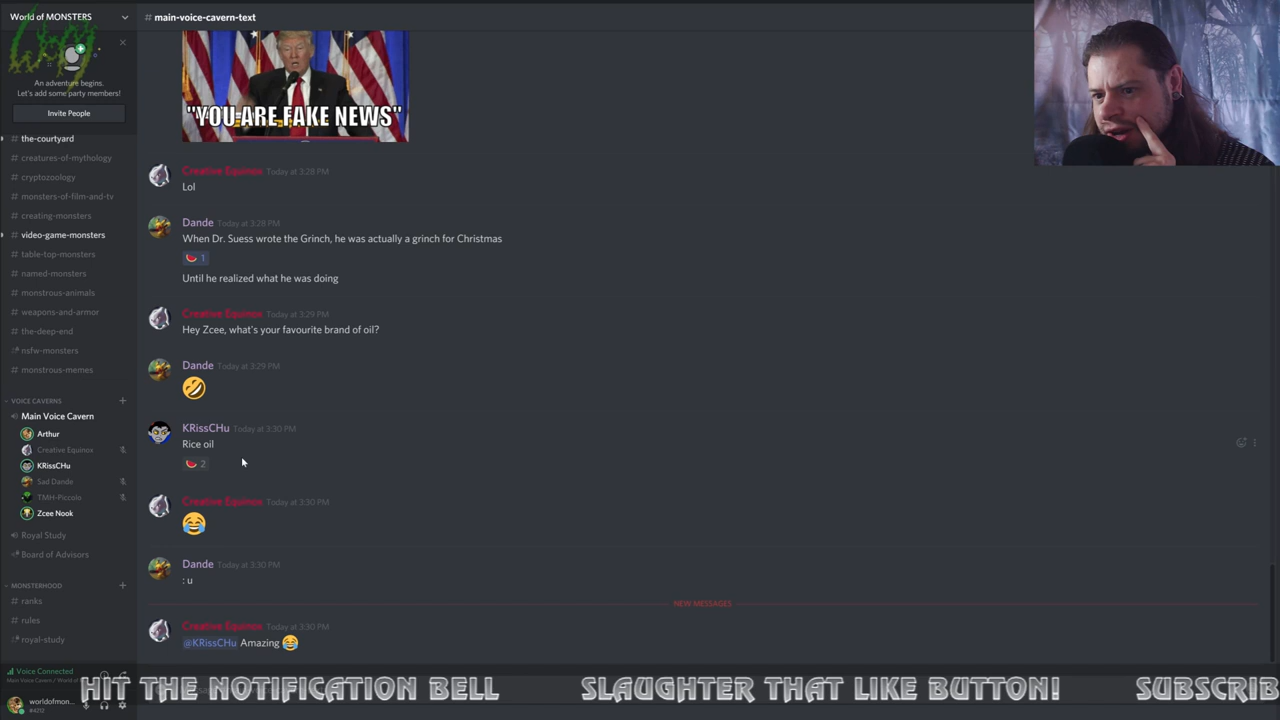 World of MONSTERS
# main-voice-cavern-text
An adventure begins.
Let's add some party members!
Invite People
# the-courtyard
# creatures-of-mythology
# cryptozoology
# monsters-of-film-and-tv
# creating-monsters
# video-game-monsters
# table-top-monsters
# named-monsters
# monstrous-animals
# weapons-and-armor
# the-deep-end
nsfw-monsters
# monstrous-memes
VOICE CAVERNS
Main Voice Cavern
Arthur
Creative Equinox
KRissCHu
Sad Dande
TMH-Piccolo
Zcee Nook
Royal Study
Board of Advisors
MONSTERHOOD
# ranks
# rules
royal-study
Voice Connected
Main Voice Cavern / World of
worldofmon...
#4212
"YOU ARE FAKE NEWS"
Creative Equinox Today at 3:28 PM
Lol
Dande Today at 3:28 PM
When Dr. Suess wrote the Grinch, he was actually a grinch for Christmas
🍉 1
Until he realized what he was doing
Creative Equinox Today at 3:29 PM
Hey Zcee, what's your favourite brand of oil?
Dande Today at 3:29 PM
🤣
KRissCHu Today at 3:30 PM
Rice oil
🍉 2
Creative Equinox Today at 3:30 PM
😂
Dande Today at 3:30 PM
: u
NEW MESSAGES
Creative Equinox Today at 3:30 PM
@KRissCHu Amazing 😂
HIT THE NOTIFICATION BELL SLAUGHTER THAT LIKE BUTTON! SUBSCRIB